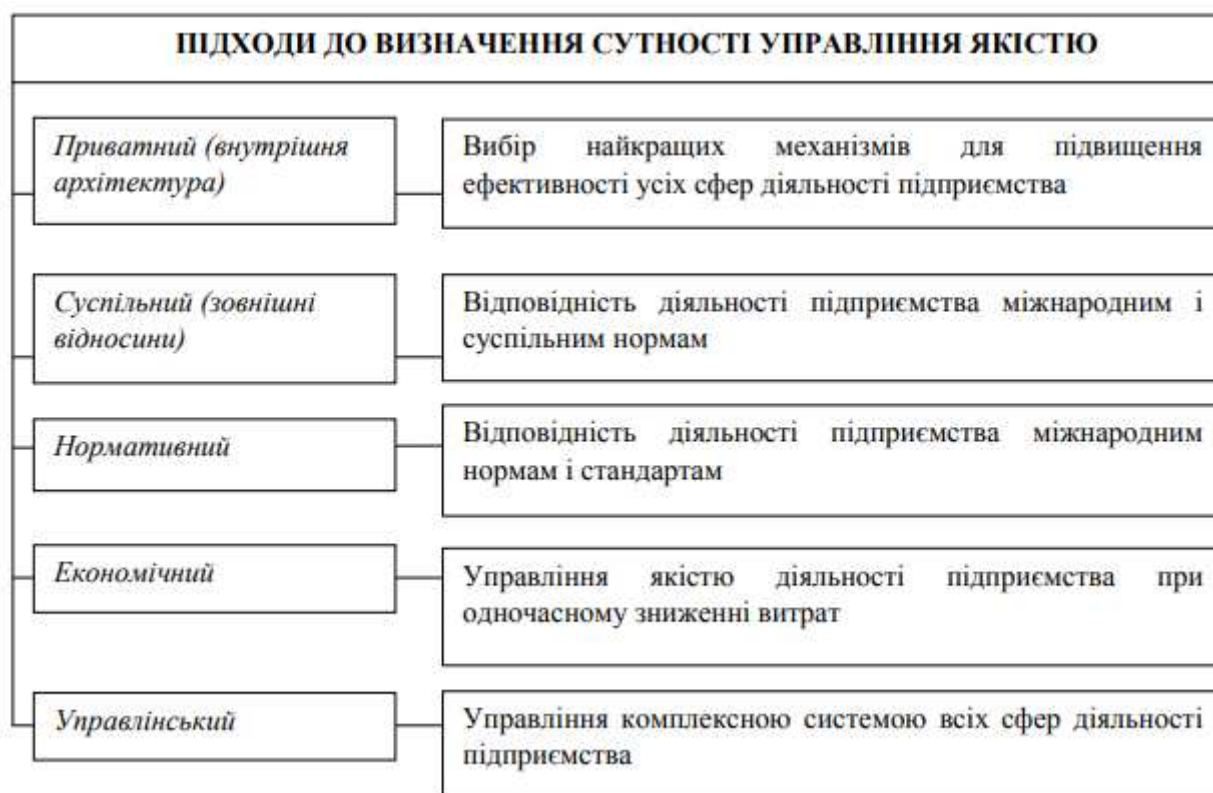 ПІДХОДИ ДО ВИЗНАЧЕННЯ СУТНОСТІ УПРАВЛІННЯ ЯКІСТЮ
Приватний (внутрішня
архітектура)
Вибір найкращих механізмів для підвищення
ефективності усіх сфер діяльності підприємства
Суспільний (зовнішні
відносини)
Відповідність діяльності підприємства міжнародним і
суспільним нормам
Нормативний
Відповідність діяльності підприємства міжнародним
нормам і стандартам
Економічний
Управління якістю діяльності підприємства при
одночасному зниженні витрат
Управлінський
Управління комплексною системою всіх сфер діяльності
підприємства